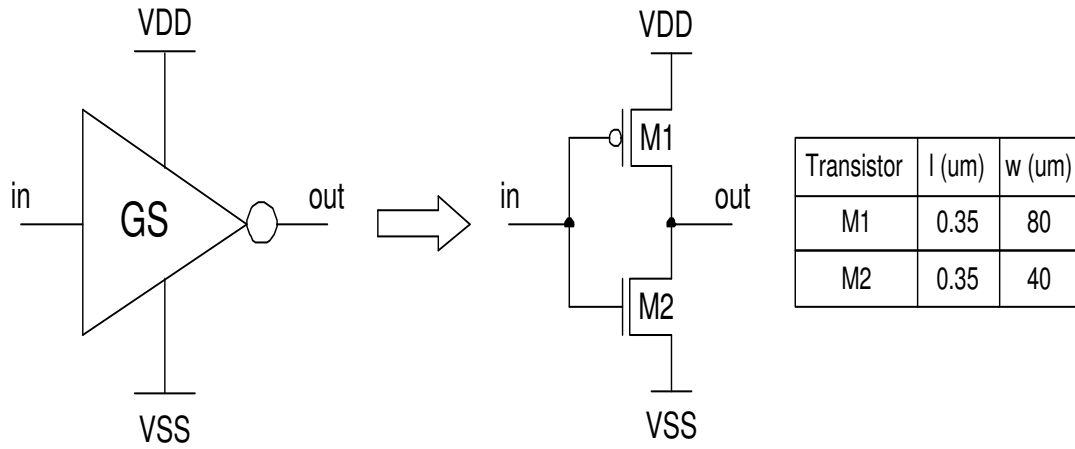 VDD
in
GS
out
VSS
VDD
M1
in
out
M2
VSS
Transistor l (um) w (um)
M1 0.35 80
M2 0.35 40